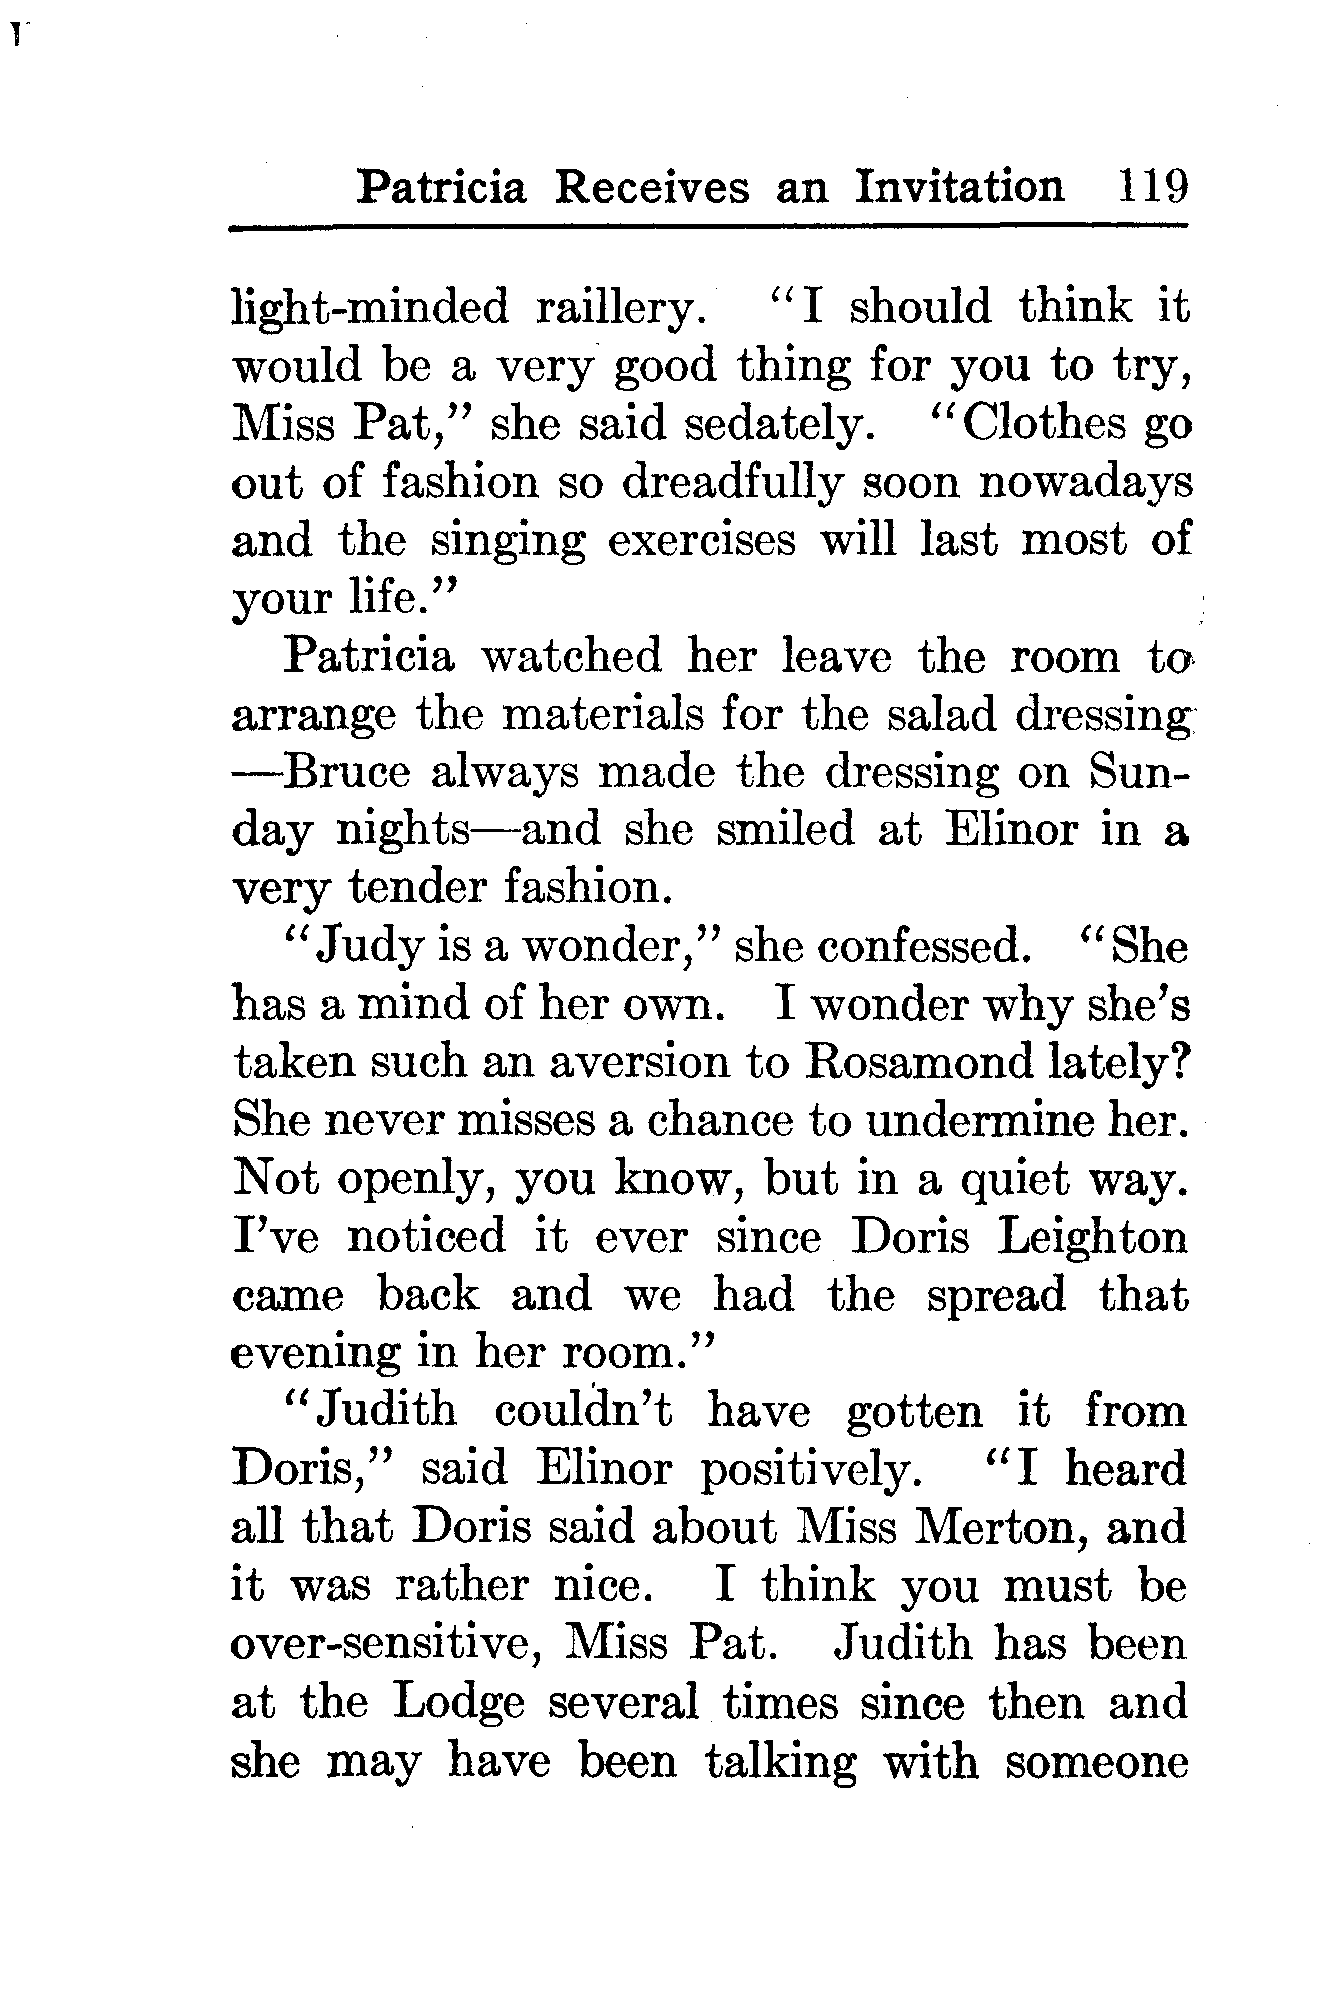 Patricia Receives an Invitation 119
light-minded raillery. "I should think it
would be a very good thing for you to try,
Miss Pat," she said sedately. "Clothes go
out of fashion so dreadfully soon nowadays
and the singing exercises will last most of
your life."
Patricia watched her leave the room to
arrange the materials for the salad dressing
—Bruce always made the dressing on Sun-
day nights—and she smiled at Elinor in a
very tender fashion.
"Judy is a wonder," she confessed. "She
has a mind of her own. I wonder why she's
taken such an aversion to Rosamond lately?
She never misses a chance to undermine her.
Not openly, you know, but in a quiet way.
I've noticed it ever since Doris Leighton
came back and we had the spread that
evening in her room."
"Judith couldn't have gotten it from
Doris," said Elinor positively. "I heard
all that Doris said about Miss Merton, and
it was rather nice. I think you must be
over-sensitive, Miss Pat. Judith has been
at the Lodge several times since then and
she may have been talking with someone